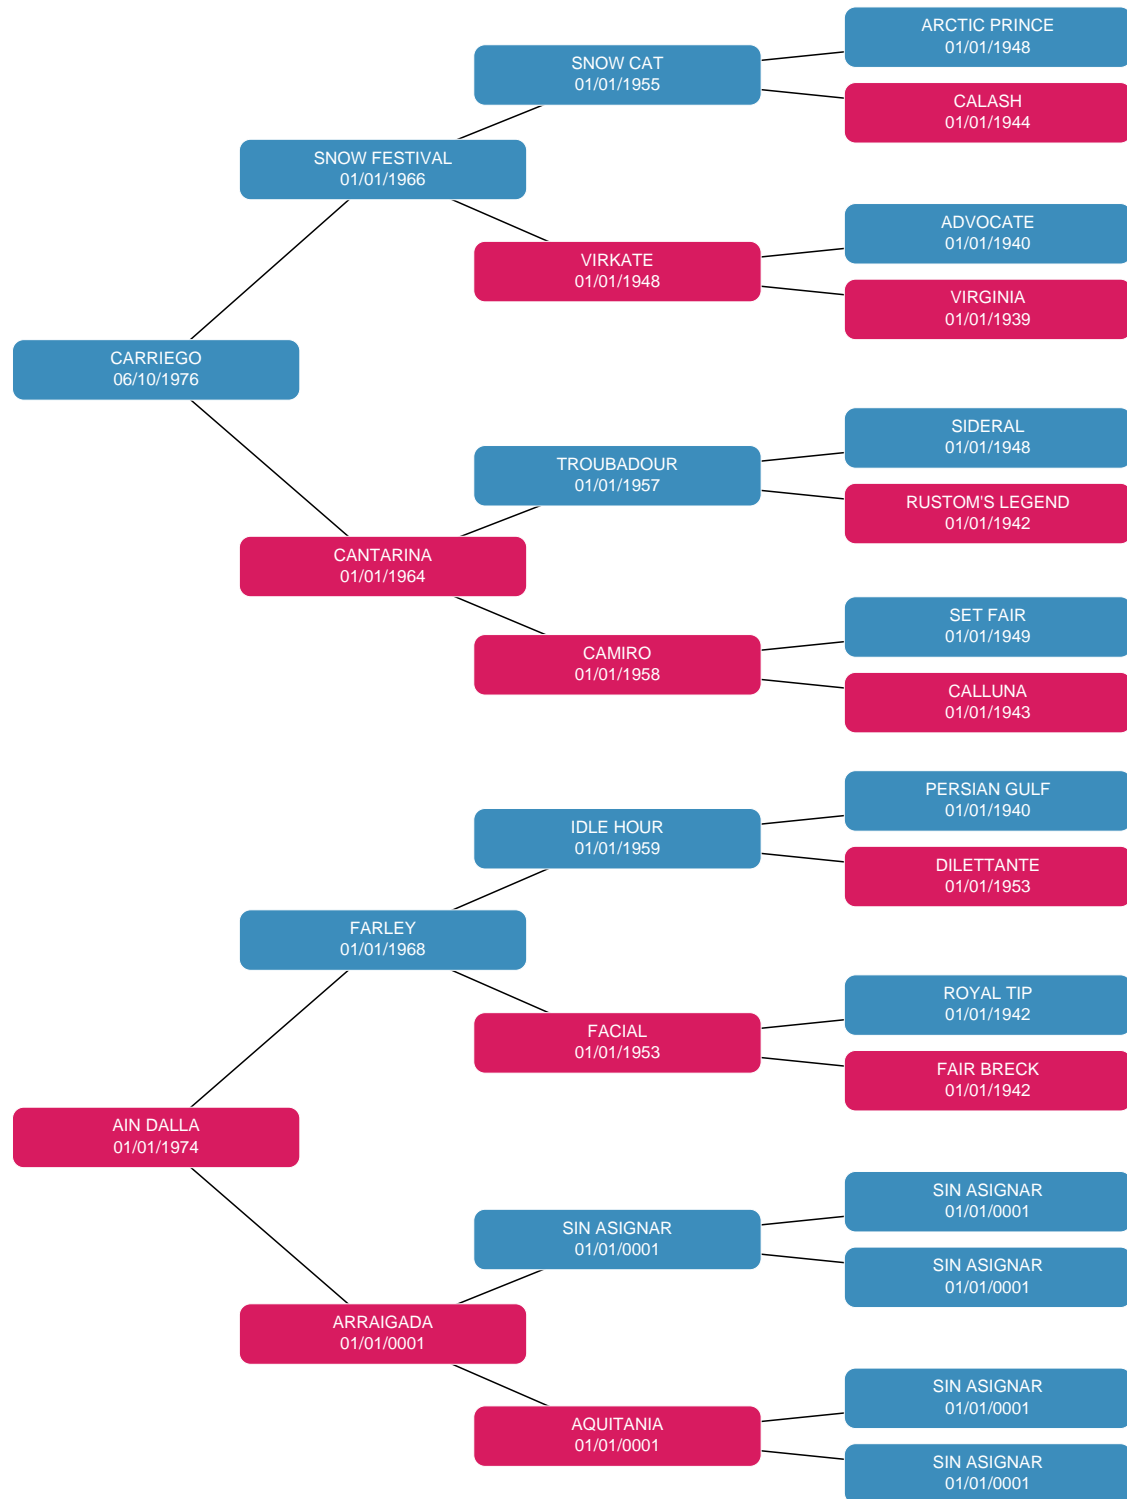 ARCTIC PRINCE
01/01/1948
SNOW CAT
01/01/1955
CALASH
01/01/1944
SNOW FESTIVAL
01/01/1966
ADVOCATE
01/01/1940
VIRKATE
01/01/1948
VIRGINIA
01/01/1939
CARRIEGO
06/10/1976
SIDERAL
01/01/1948
TROUBADOUR
01/01/1957
RUSTOM'S LEGEND
01/01/1942
CANTARINA
01/01/1964
SET FAIR
01/01/1949
CAMIRO
01/01/1958
CALLUNA
01/01/1943
PERSIAN GULF
01/01/1940
IDLE HOUR
01/01/1959
DILETTANTE
01/01/1953
FARLEY
01/01/1968
ROYAL TIP
01/01/1942
FACIAL
01/01/1953
FAIR BRECK
01/01/1942
AIN DALLA
01/01/1974
SIN ASIGNAR
01/01/0001
SIN ASIGNAR
01/01/0001
SIN ASIGNAR
01/01/0001
ARRAIGADA
01/01/0001
SIN ASIGNAR
01/01/0001
AQUITANIA
01/01/0001
SIN ASIGNAR
01/01/0001